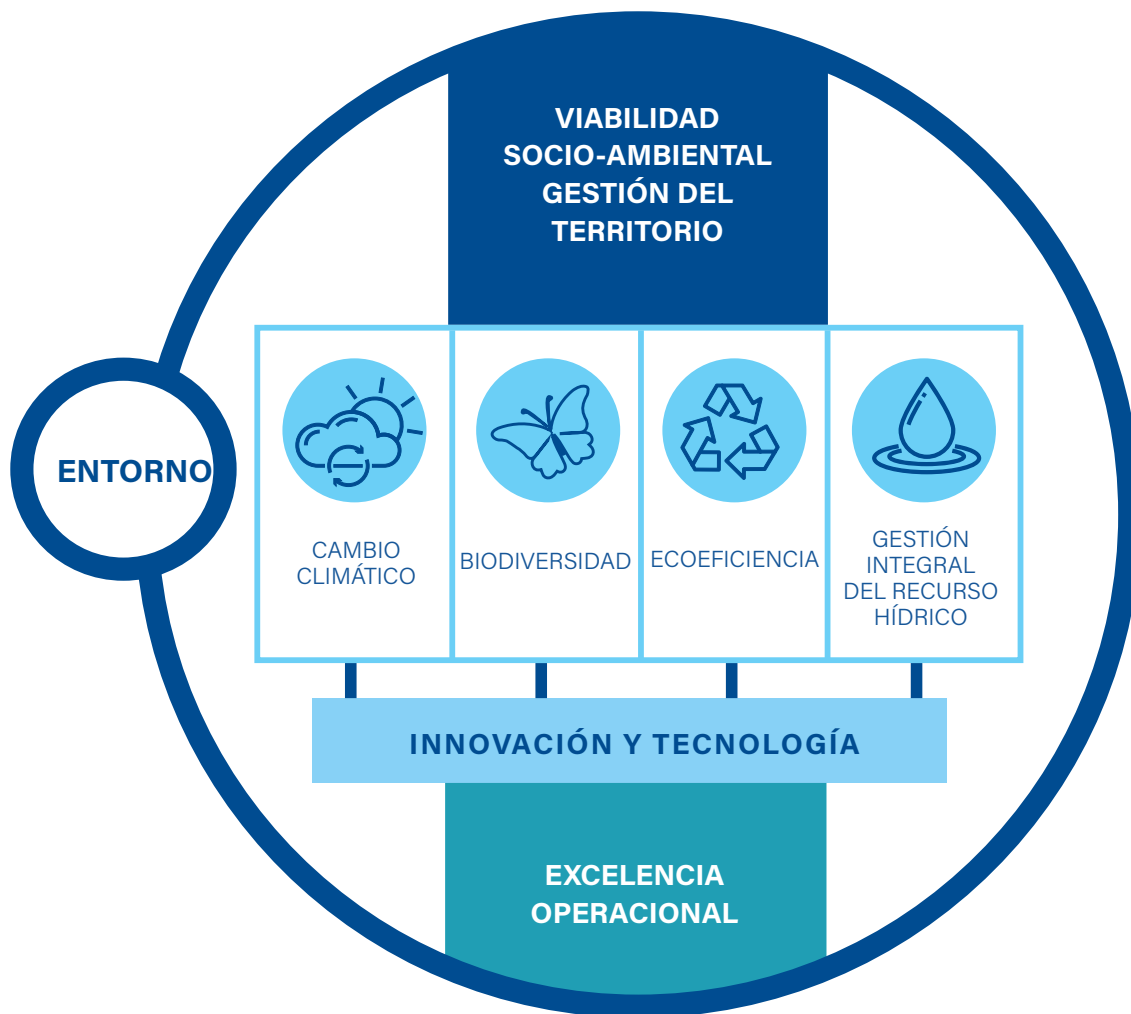 VIABILIDAD
SOCIO-AMBIENTAL
GESTIÓN DEL
TERRITORIO
ENTORNO
CAMBIO
CLIMÁTICO
BIODIVERSIDAD
ECOEFICIENCIA
GESTIÓN
INTEGRAL
DEL RECURSO
HÍDRICO
INNOVACIÓN Y TECNOLOGÍA
EXCELENCIA
OPERACIONAL